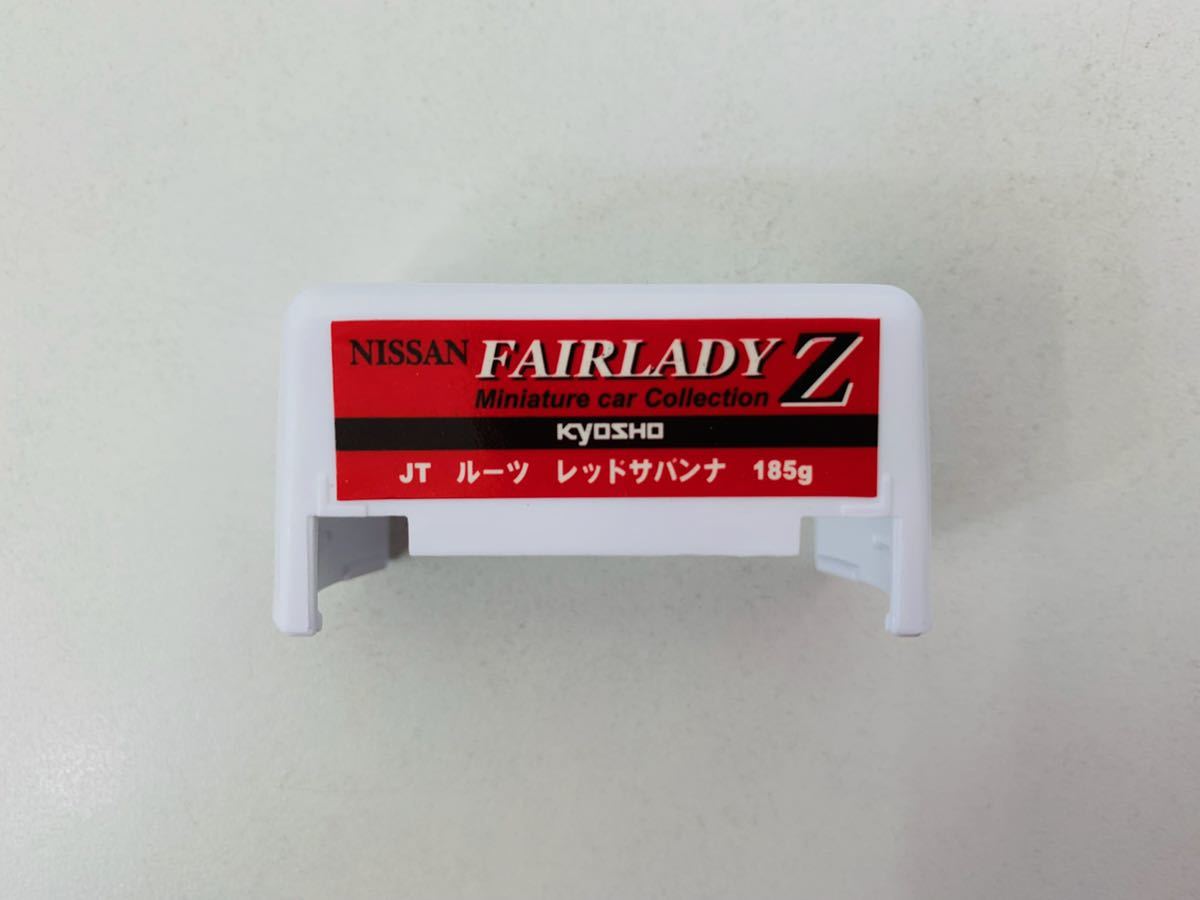 NISSAN FAIRLADY Z
Miniature car Collection
KYOSHO
JT ルーツ レッドサバンナ 185g